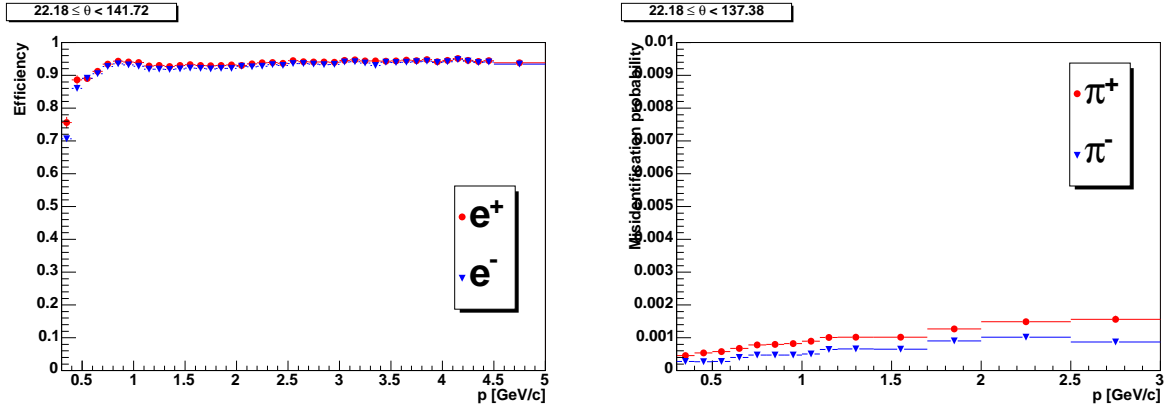 22.18 ≤ θ < 141.72
Efficiency
1
0.9
0.8
0.7
0.6
0.5
0.4
0.3
0.2
0.1
0
e+
e-
0.5 1 1.5 2 2.5 3 3.5 4 4.5 5
p [GeV/c]
22.18 ≤ θ < 137.38
Misidentifisation probability
0.01
0.009
0.008
0.007
0.006
0.005
0.004
0.003
0.002
0.001
0
π+
π-
0.5 1 1.5 2 2.5 3
p [GeV/c]